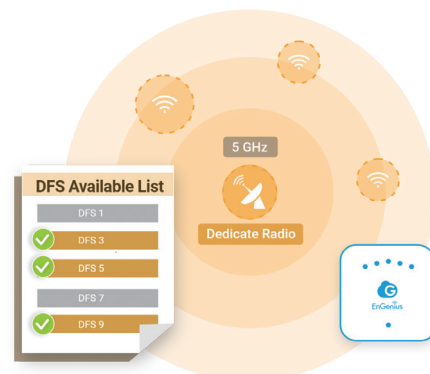 5 GHz
Dedicate Radio
DFS Available List
DFS 1
DFS 3
DFS 5
DFS 7
DFS 9
EnGenius